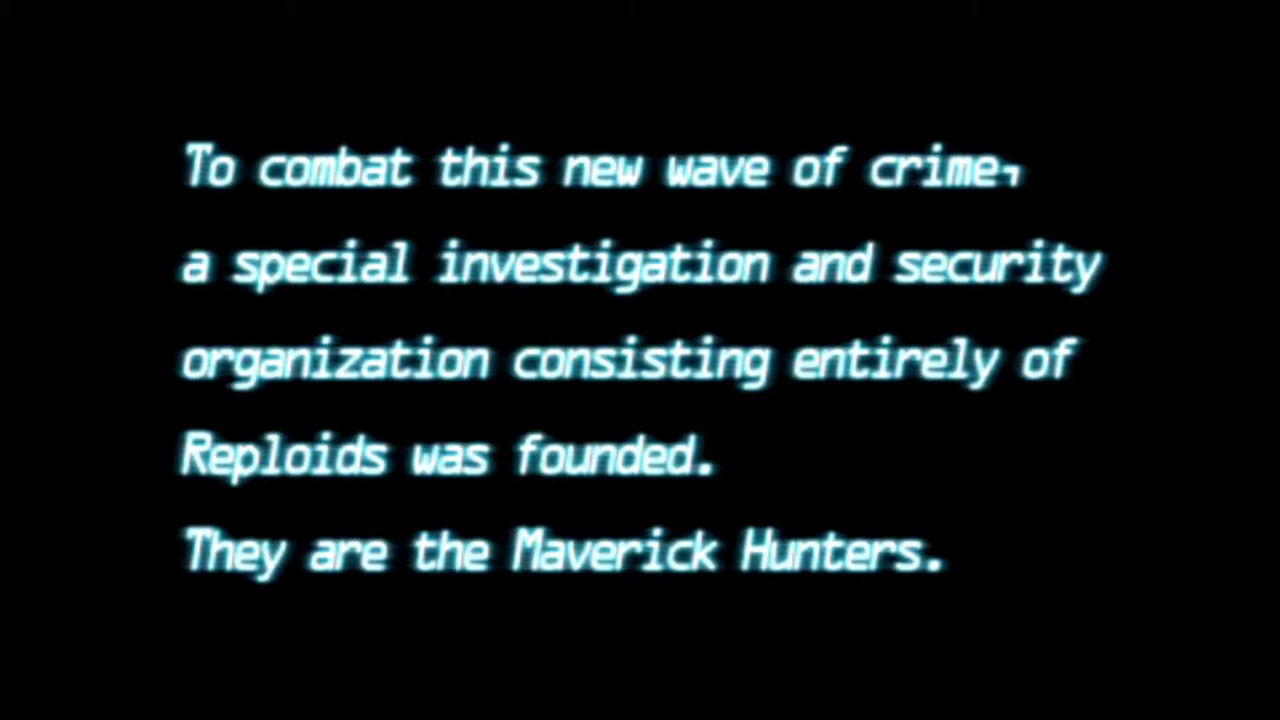 To combat this new wave of crime,
a special investigation and security
organization consisting entirely of
Reploids was founded.
They are the Maverick Hunters.